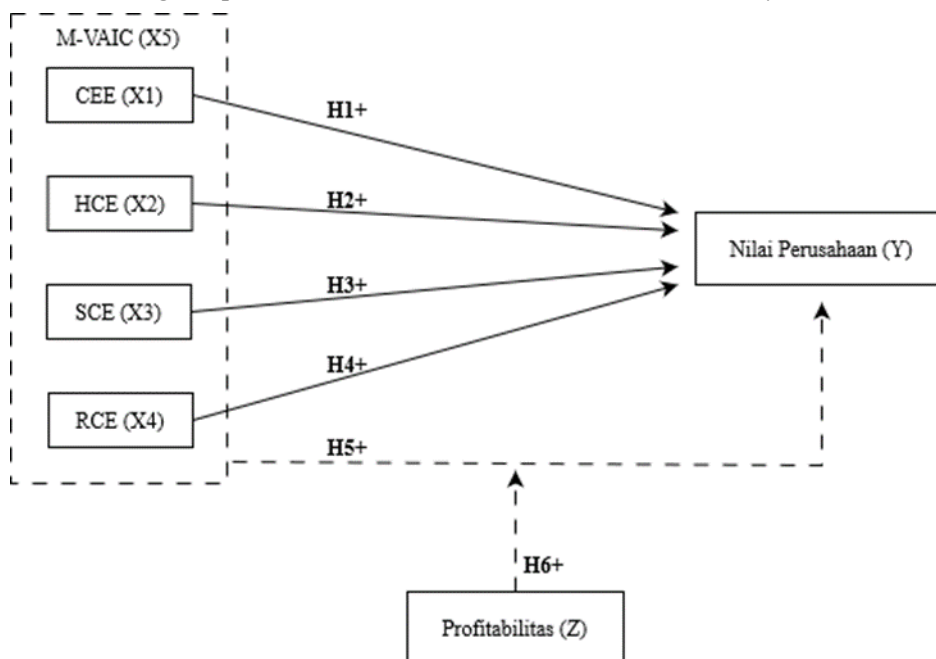 M-VAIC (X5)
CEE (X1)
H1+
HCE (X2)
H2+
Nilai Perusahaan (Y)
SCE (X3)
H3+
H4+
RCE (X4)
H5+
H6+
Profitabilitas (Z)